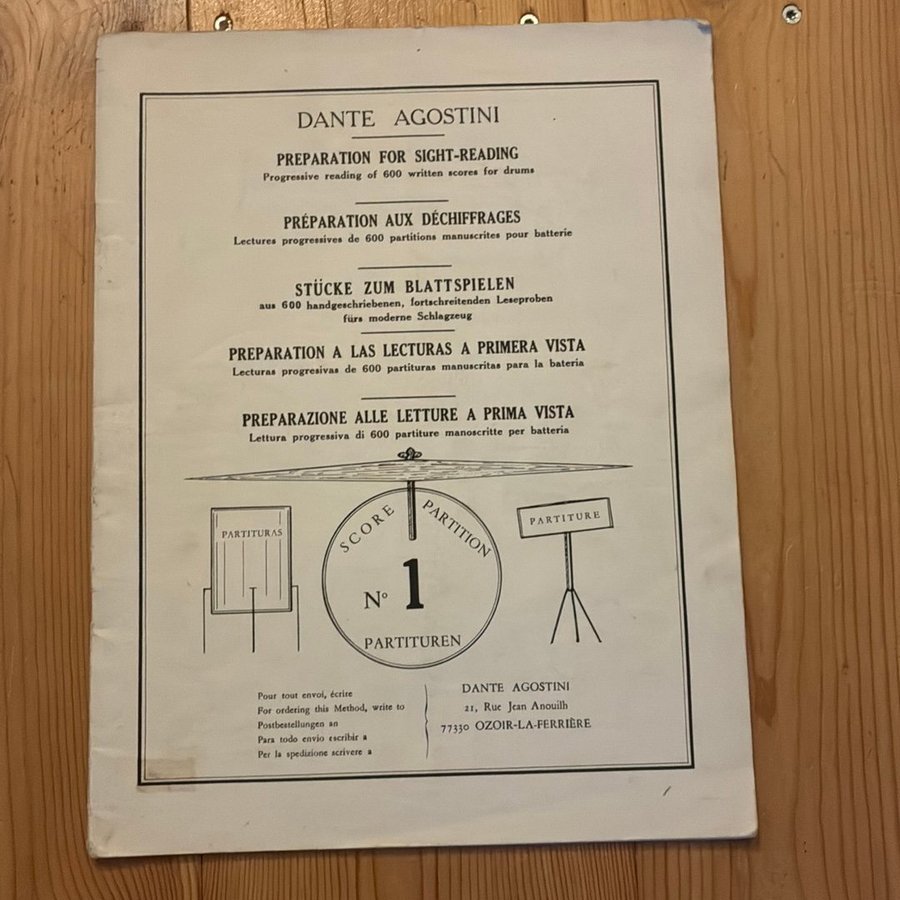 DANTE AGOSTINI
PREPARATION FOR SIGHT-READING
Progressive reading of 600 written scores for drums
PRÉPARATION AUX DÉCHIFFRAGES
Lectures progressives de 600 partitions manuscrites pour batterie
STÜCKE ZUM BLATTSPIELEN
aus 600 handgeschriebenen, fortschreitenden Leseproben
fürs moderne Schlagzeug
PREPARATION A LAS LECTURAS A PRIMERA VISTA
Lecturas progresivas de 600 partituras manuscritas para la bateria
PREPARAZIONE ALLE LETTURE A PRIMA VISTA
Lettura progressiva di 600 partiture manoscritte per batteria
PARTITURAS
SCORE PARTITION
Nº 1
PARTITUREN
PARTITURE
Pour tout envoi, écrire
For ordering this Method, write to
Postbestellungen an
Para todo envio escribir a
Per la spedizione scrivere a
DANTE AGOSTINI
21, Rue Jean Anouilh
77330 OZOIR-LA-FERRIÈRE